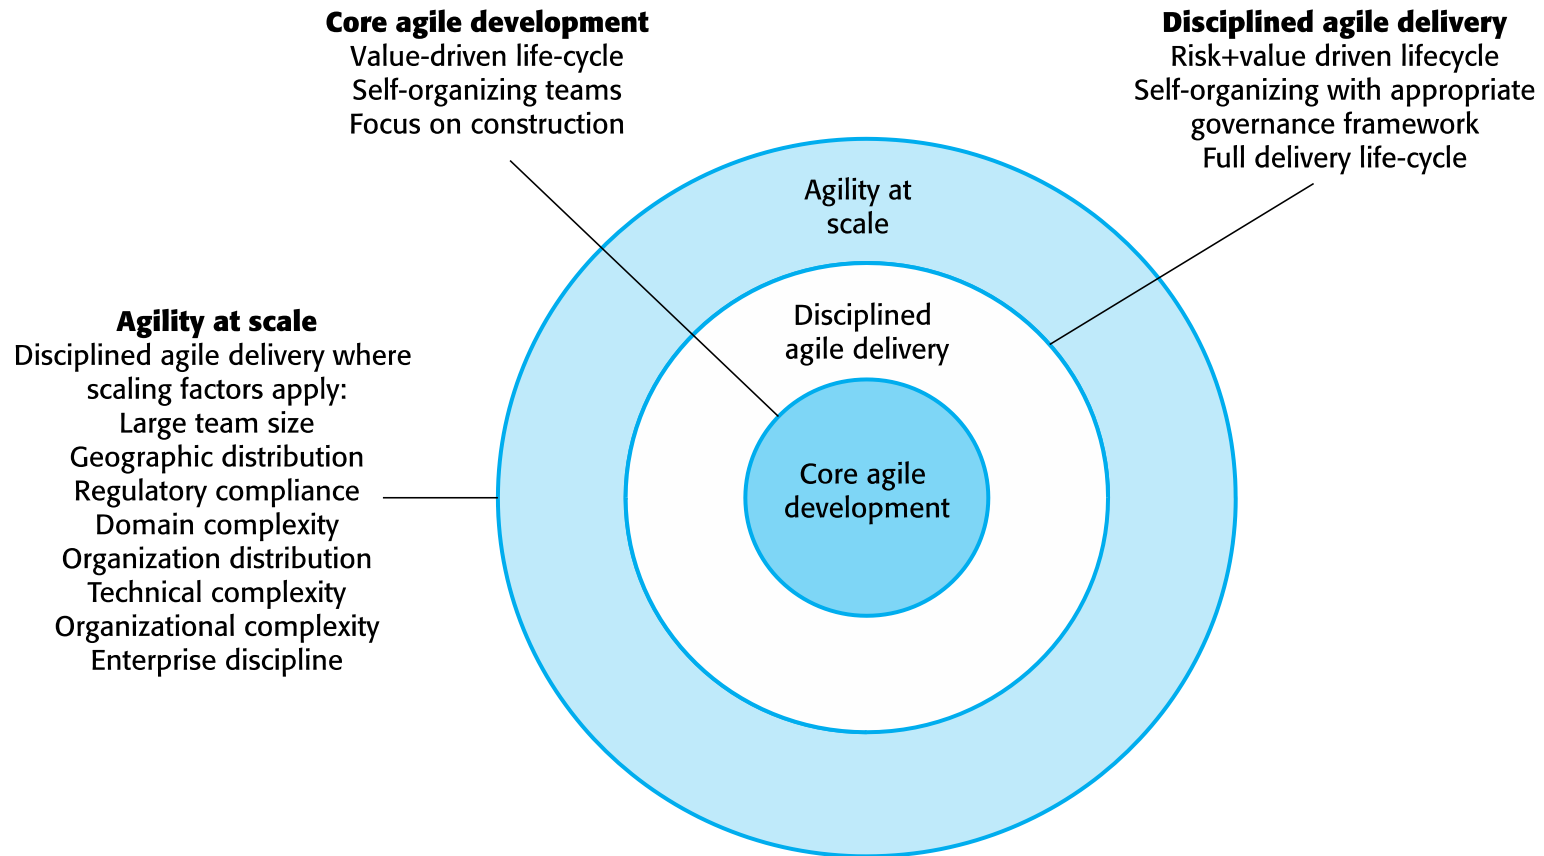 Core agile development
Value-driven life-cycle
Self-organizing teams
Focus on construction
Disciplined agile delivery
Risk+value driven lifecycle
Self-organizing with appropriate
governance framework
Full delivery life-cycle
Agility at scale
Disciplined agile delivery where
scaling factors apply:
Large team size
Geographic distribution
Regulatory compliance
Domain complexity
Organization distribution
Technical complexity
Organizational complexity
Enterprise discipline
Agility at
scale
Disciplined
agile delivery
Core agile
development